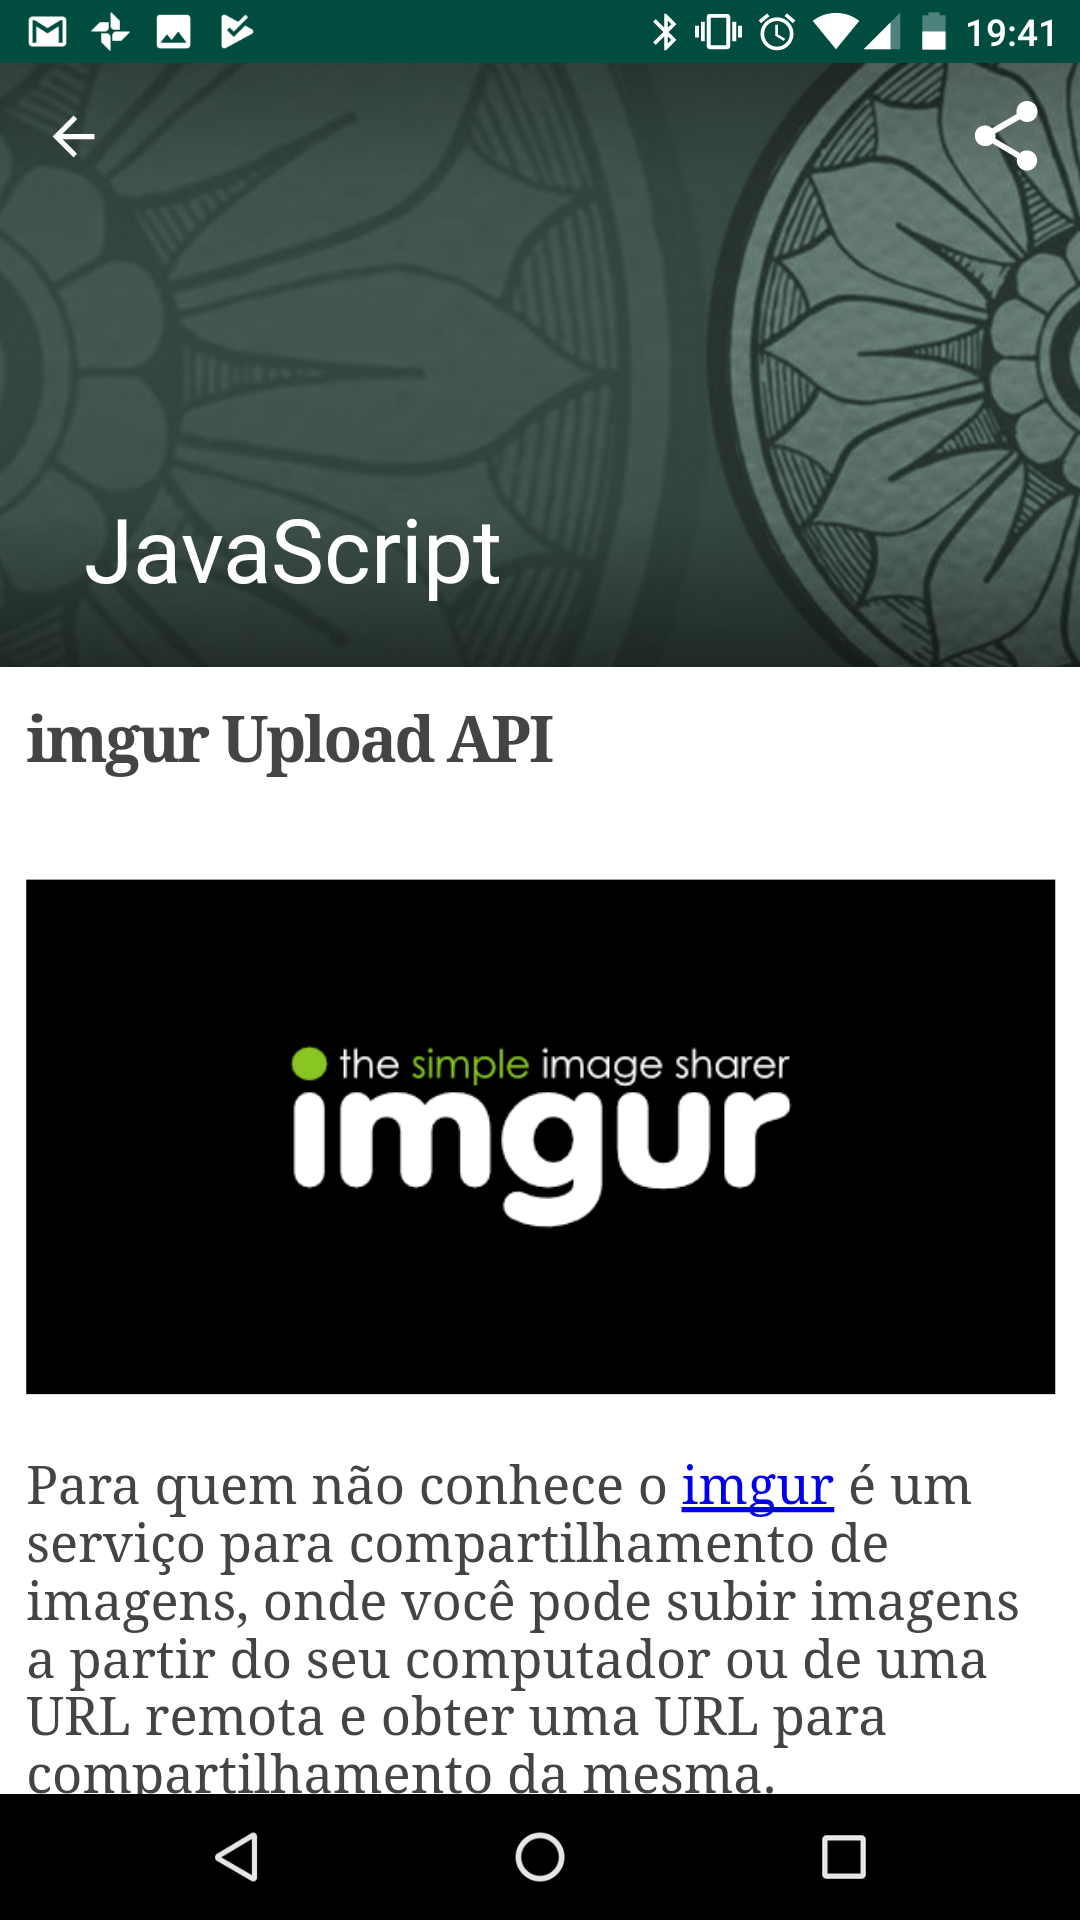 19:41
JavaScript
imgur Upload API
the simple image sharer
imgur
Para quem não conhece o imgur é um
serviço para compartilhamento de
imagens, onde você pode subir imagens
a partir do seu computador ou de uma
URL remota e obter uma URL para
compartilhamento da mesma.